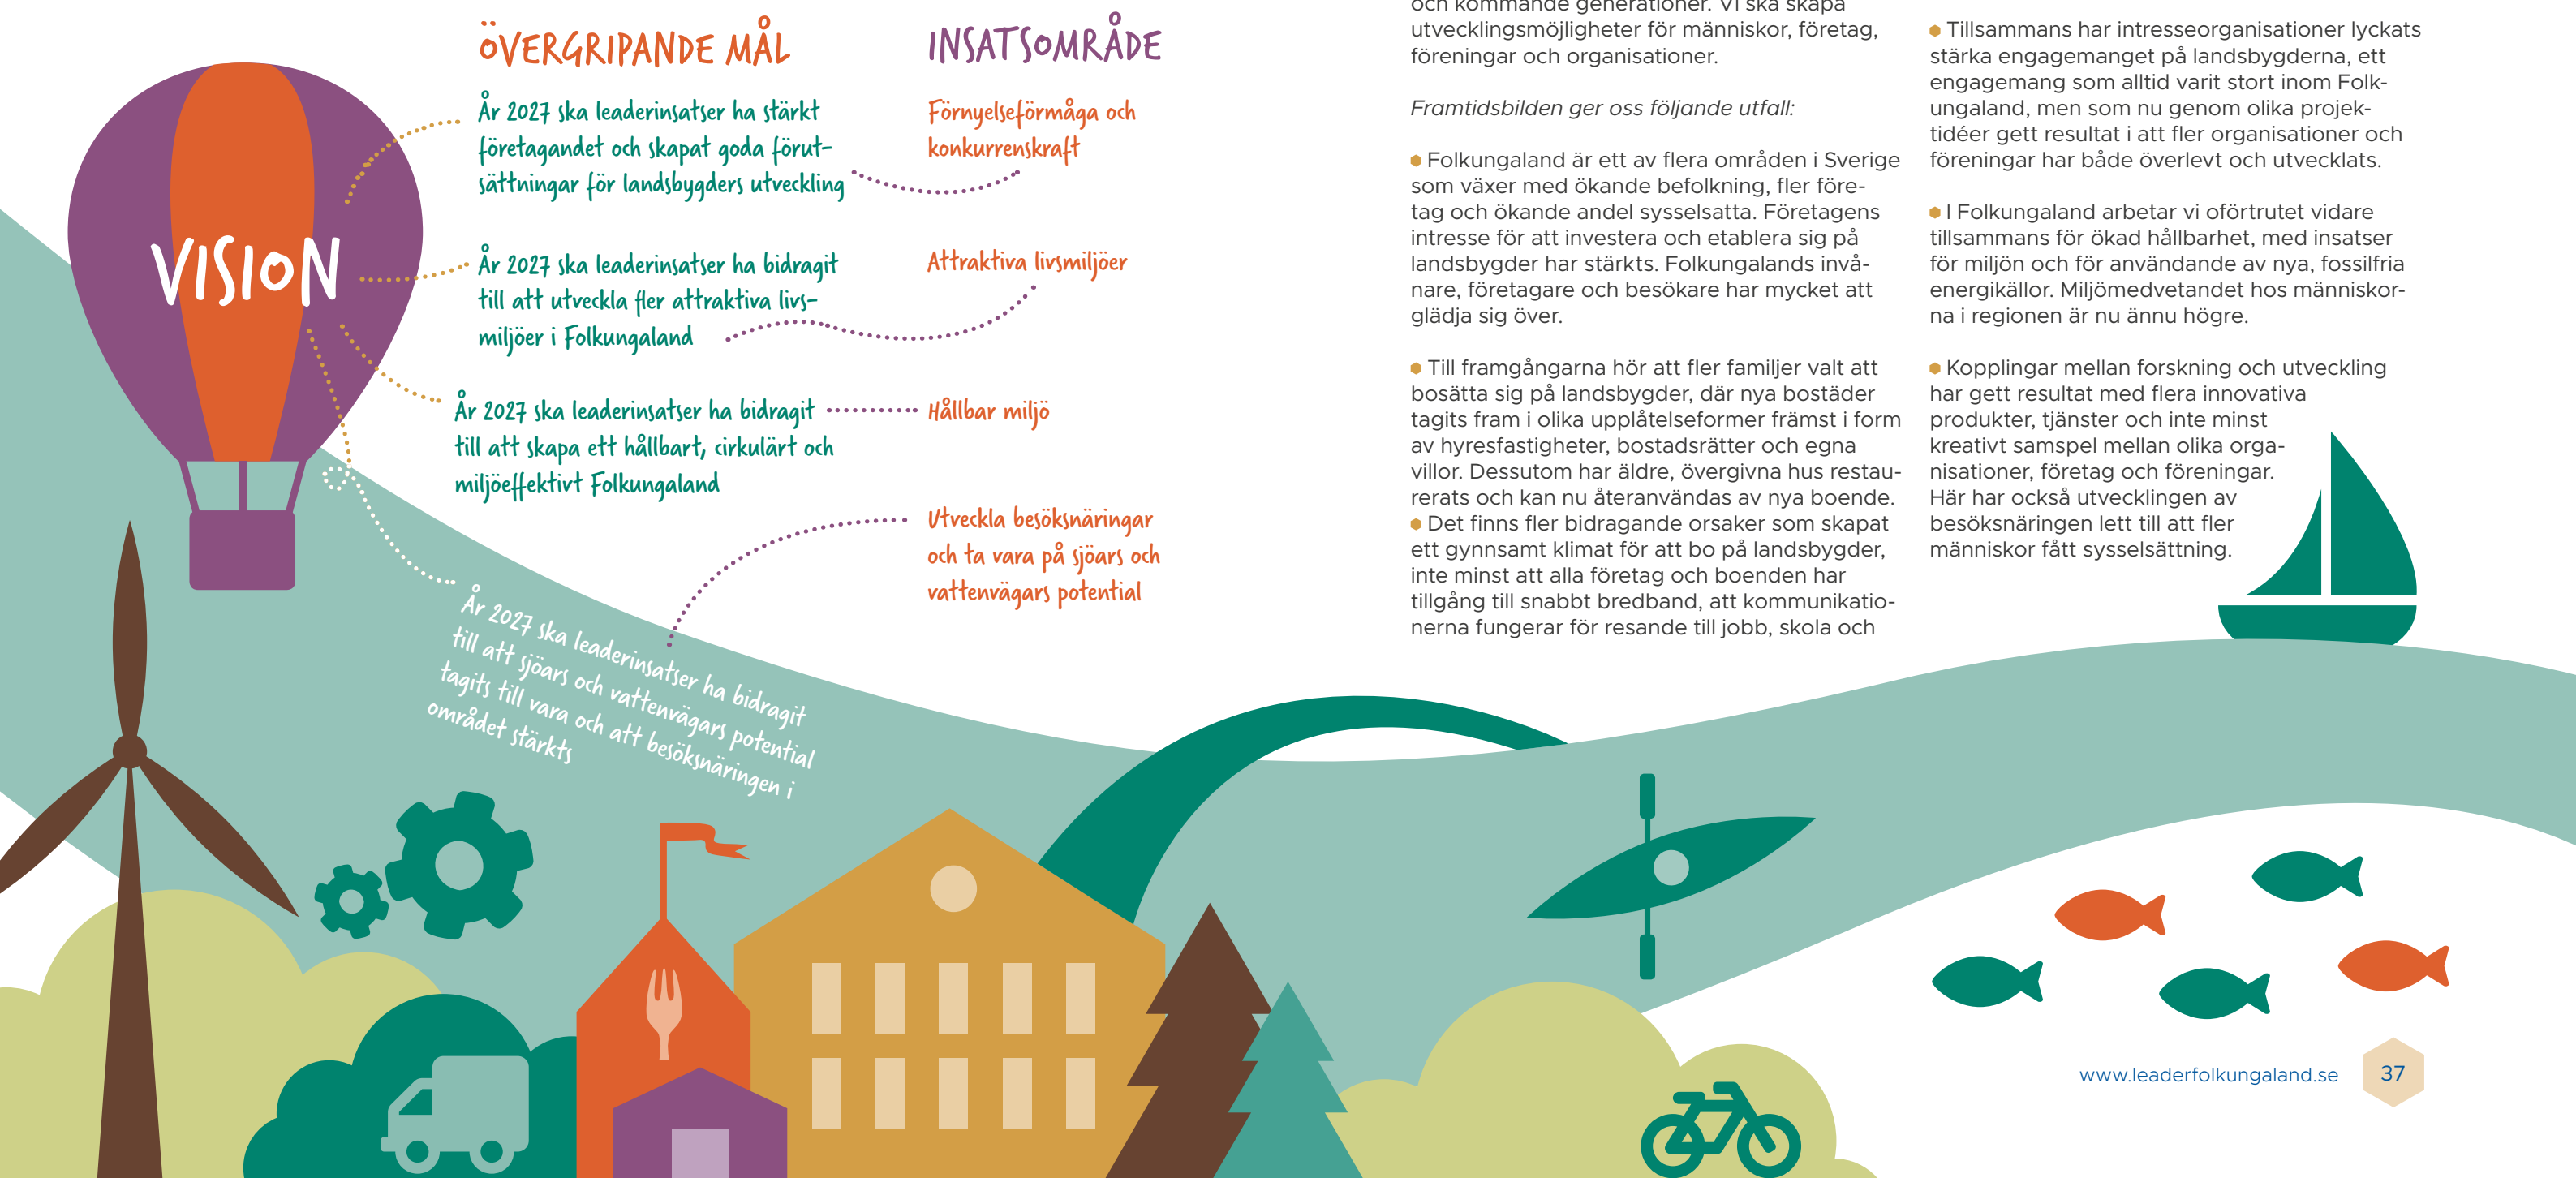 VISION
ÖVERGRIPANDE MÅL
År 2027 ska leaderinsatser ha stärkt
företagandet och skapat goda förut-
sättningar för landsbygders utveckling
År 2027 ska leaderinsatser ha bidragit
till att utveckla fler attraktiva livs-
miljöer i Folkungaland
År 2027 ska leaderinsatser ha bidragit
till att skapa ett hållbart, cirkulärt och
miljöeffektivt Folkungaland
År 2027 ska leaderinsatser ha bidragit
till att sjöars och vattenvägars potential
tagits till vara och att besöksnäringen i
området stärkts
INSATSOMRÅDE
Förnyelseförmåga och
konkurrenskraft
Attraktiva livsmiljöer
Hållbar miljö
Utveckla besöksnäringar
och ta vara på sjöars och
vattenvägars potential
och kommande generationer. Vi ska skapa
utvecklingsmöjligheter för människor, företag,
föreningar och organisationer.
Framtidsbilden ger oss följande utfall:
Folkungaland är ett av flera områden i Sverige
som växer med ökande befolkning, fler före-
tag och ökande andel sysselsatta. Företagens
intresse för att investera och etablera sig på
landsbygder har stärkts. Folkungalands invå-
nare, företagare och besökare har mycket att
glädja sig över.
Till framgångarna hör att fler familjer valt att
bosätta sig på landsbygder, där nya bostäder
tagits fram i olika upplåtelseformer främst i form
av hyresfastigheter, bostadsrätter och egna
villor. Dessutom har äldre, övergivna hus restau-
rerats och kan nu återanvändas av nya boende.
Det finns fler bidragande orsaker som skapat
ett gynnsamt klimat för att bo på landsbygder,
inte minst att alla företag och boenden har
tillgång till snabbt bredband, att kommunikatio-
nerna fungerar för resande till jobb, skola och
Tillsammans har intresseorganisationer lyckats
stärka engagemanget på landsbygderna, ett
engagemang som alltid varit stort inom Folk-
ungaland, men som nu genom olika projek-
tidéer gett resultat i att fler organisationer och
föreningar har både överlevt och utvecklats.
I Folkungaland arbetar vi oförtrutet vidare
tillsammans för ökad hållbarhet, med insatser
för miljön och för användande av nya, fossilfria
energikällor. Miljömedvetandet hos människor-
na i regionen är nu ännu högre.
Kopplingar mellan forskning och utveckling
har gett resultat med flera innovativa
produkter, tjänster och inte minst
kreativt samspel mellan olika orga-
nisationer, företag och föreningar.
Här har också utvecklingen av
besöksnäringen lett till att fler
människor fått sysselsättning.
www.leaderfolkungaland.se
37